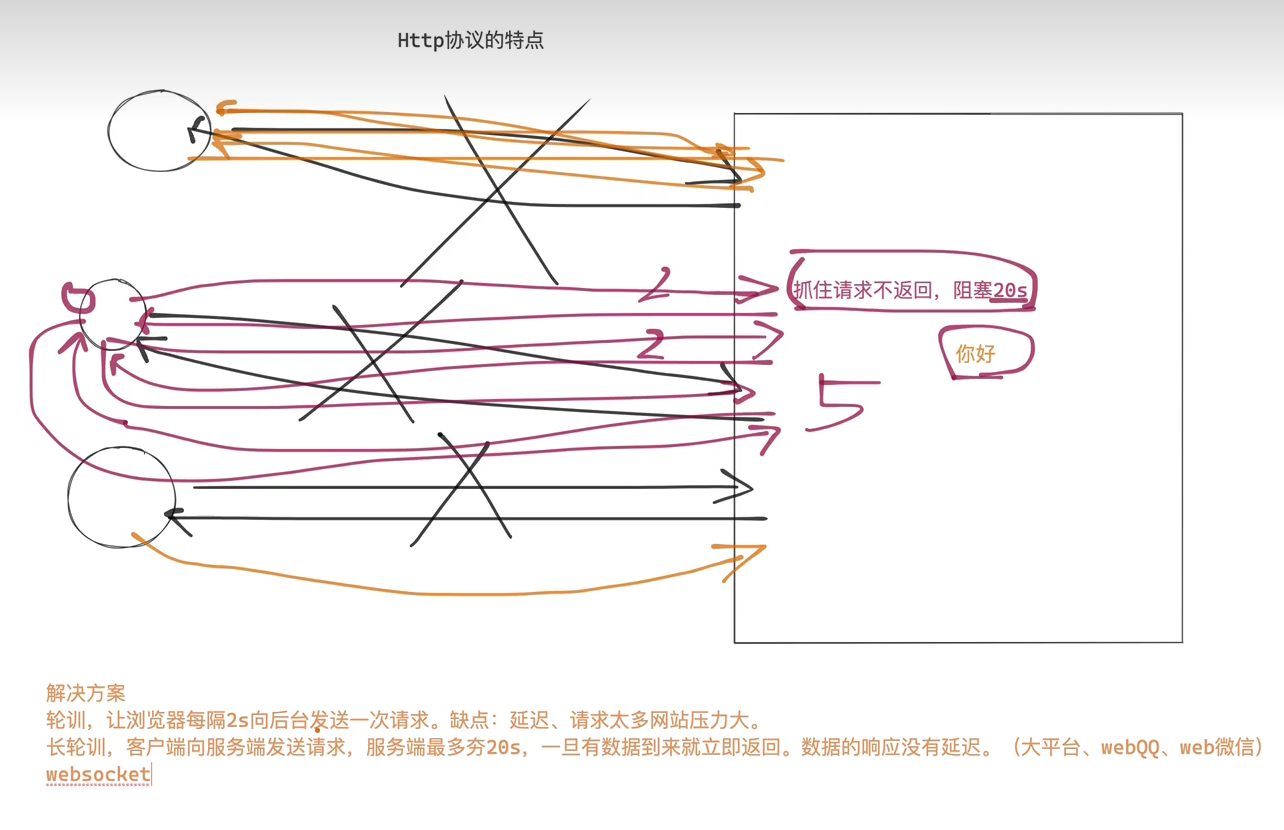 Http协议的特点
抓住请求不返回，阻塞20s
2
你好
2
5
解决方案
轮训，让浏览器每隔2s向后台发送一次请求。缺点：延迟、请求太多网站压力大。
长轮训，客户端向服务端发送请求，服务端最多夯20s，一旦有数据到来就立即返回。数据的响应没有延迟。（大平台、webQQ、web微信）
websocket